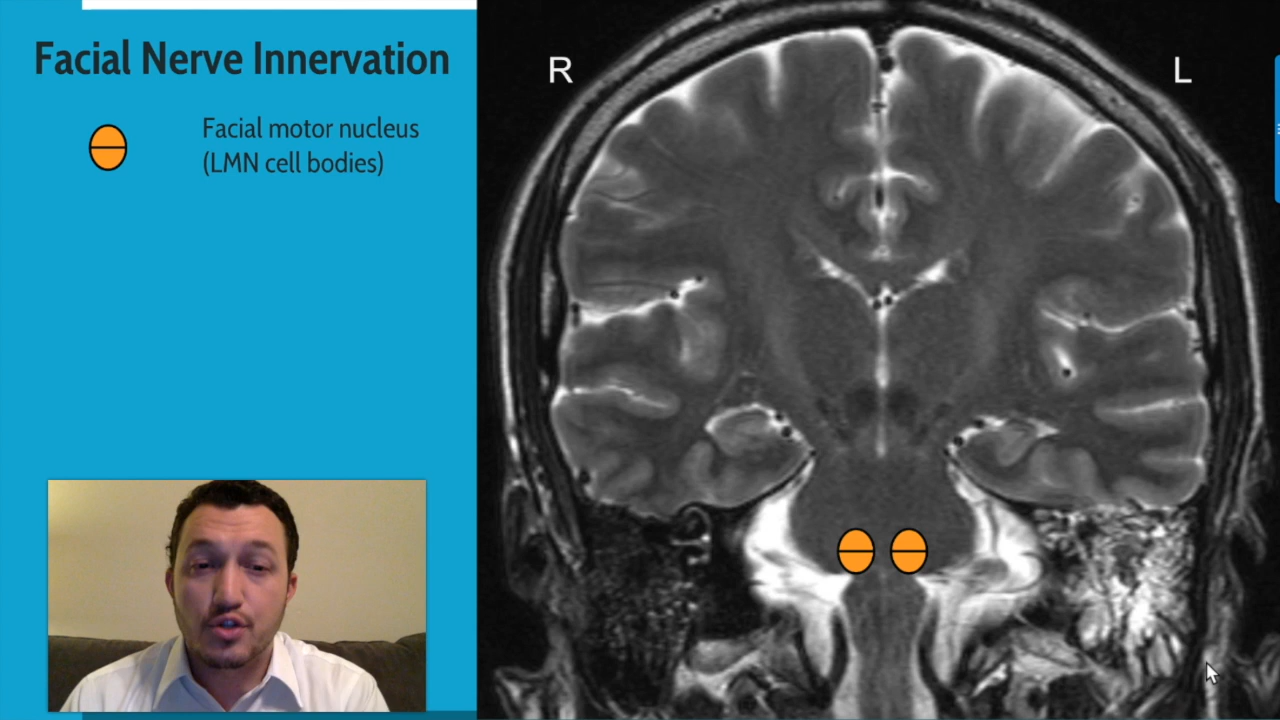 Facial Nerve Innervation
Facial motor nucleus
(LMN cell bodies)
R
L